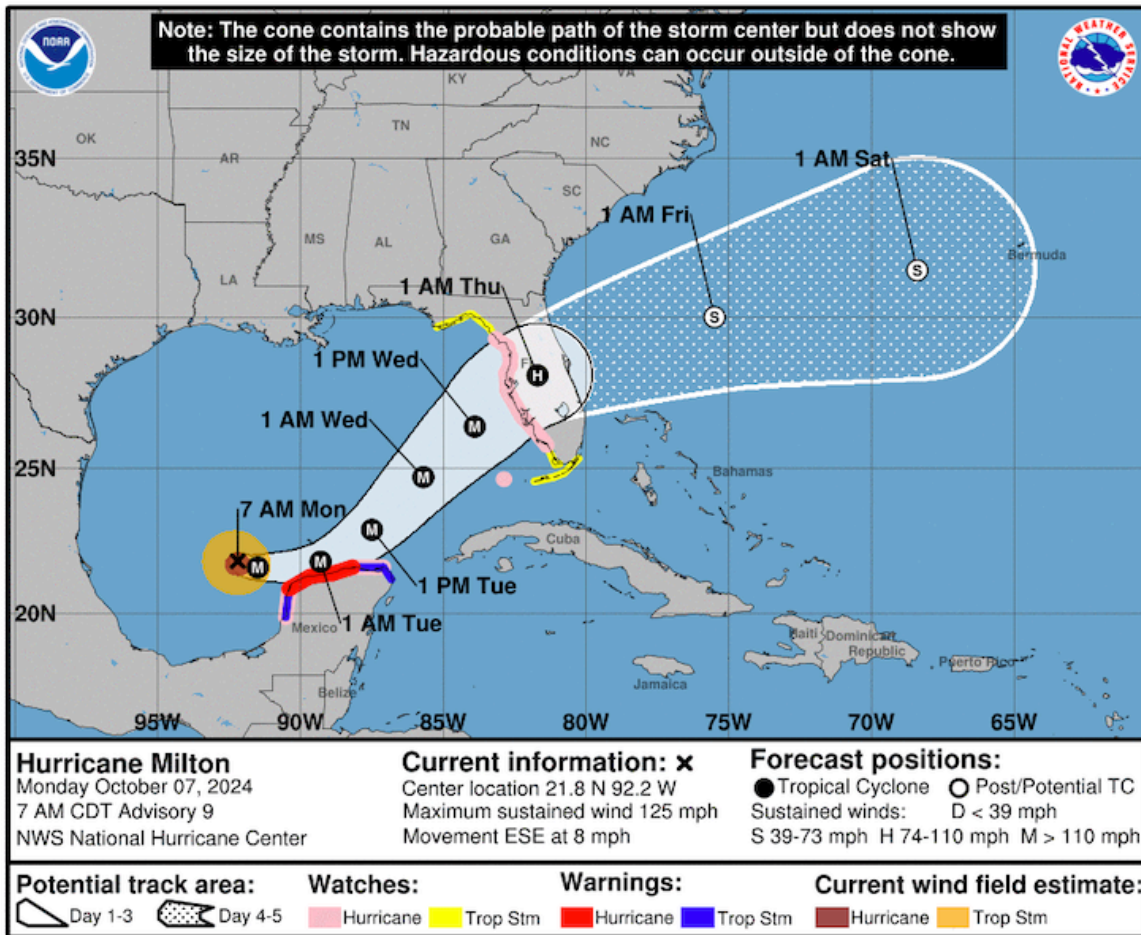 Note: The cone contains the probable path of the storm center but does not show
the size of the storm. Hazardous conditions can occur outside of the cone.
NOAA
NATIONAL WEATHER SERVICE
KY
VA
OK
TN
NC
AR
35N
1 AM Sat
SC
1 AM Fri
MS
AL
GA
LA
Bermuda
1 AM Thu
30N
1 PM Wed
1 AM Wed
25N
Bahamas
7 AM Mon
Cuba
1 PM Tue
20N
Mexico
1 AM Tue
Haiti
Dominican
Republic
Puerto Rico
Jamaica
Belize
95W
90W
85W
80W
75W
70W
65W
S
S
H
M
M
M
M
M
Hurricane Milton
Monday October 07, 2024
7 AM CDT Advisory 9
NWS National Hurricane Center
Current information: x
Center location 21.8 N 92.2 W
Maximum sustained wind 125 mph
Movement ESE at 8 mph
Forecast positions:
Tropical Cyclone Post/Potential TC
Sustained winds: D < 39 mph
S 39-73 mph H 74-110 mph M > 110 mph
Potential track area:
Day 1-3 Day 4-5
Watches:
Hurricane Trop Stm
Warnings:
Hurricane Trop Stm
Current wind field estimate:
Hurricane Trop Stm